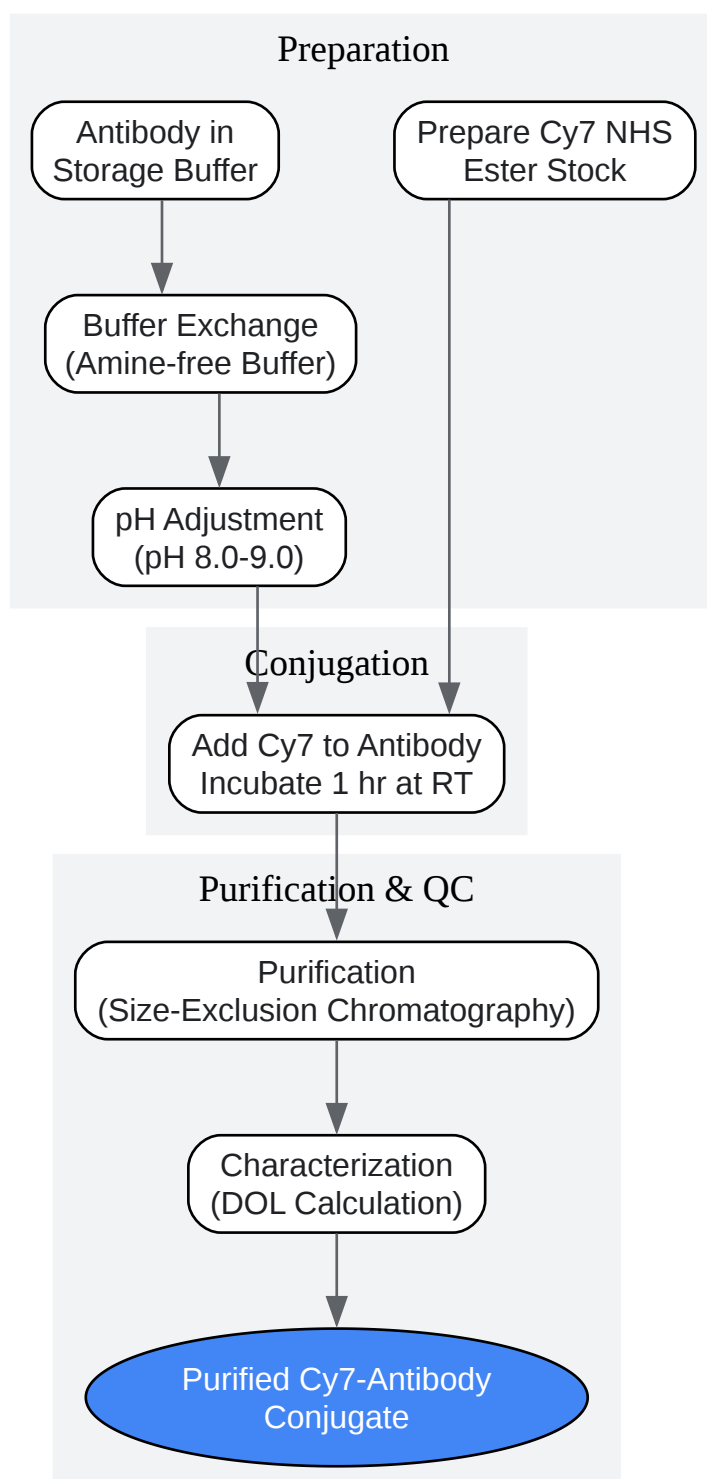 Preparation
Antibody in
Storage Buffer
Prepare Cy7 NHS
Ester Stock
Buffer Exchange
(Amine-free Buffer)
pH Adjustment
(pH 8.0-9.0)
Conjugation
Add Cy7 to Antibody
Incubate 1 hr at RT
Purification & QC
Purification
(Size-Exclusion Chromatography)
Characterization
(DOL Calculation)
Purified Cy7-Antibody
Conjugate